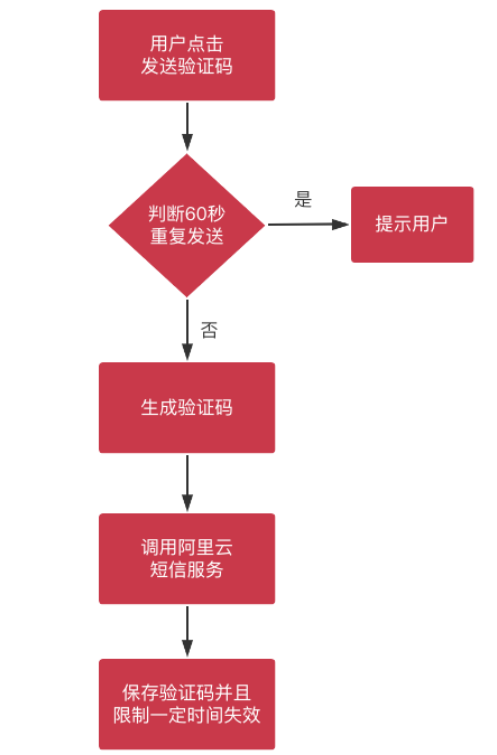 用户点击
发送验证码
判断60秒
重复发送
是
提示用户
否
生成验证码
调用阿里云
短信服务
保存验证码并且
限制一定时间失效